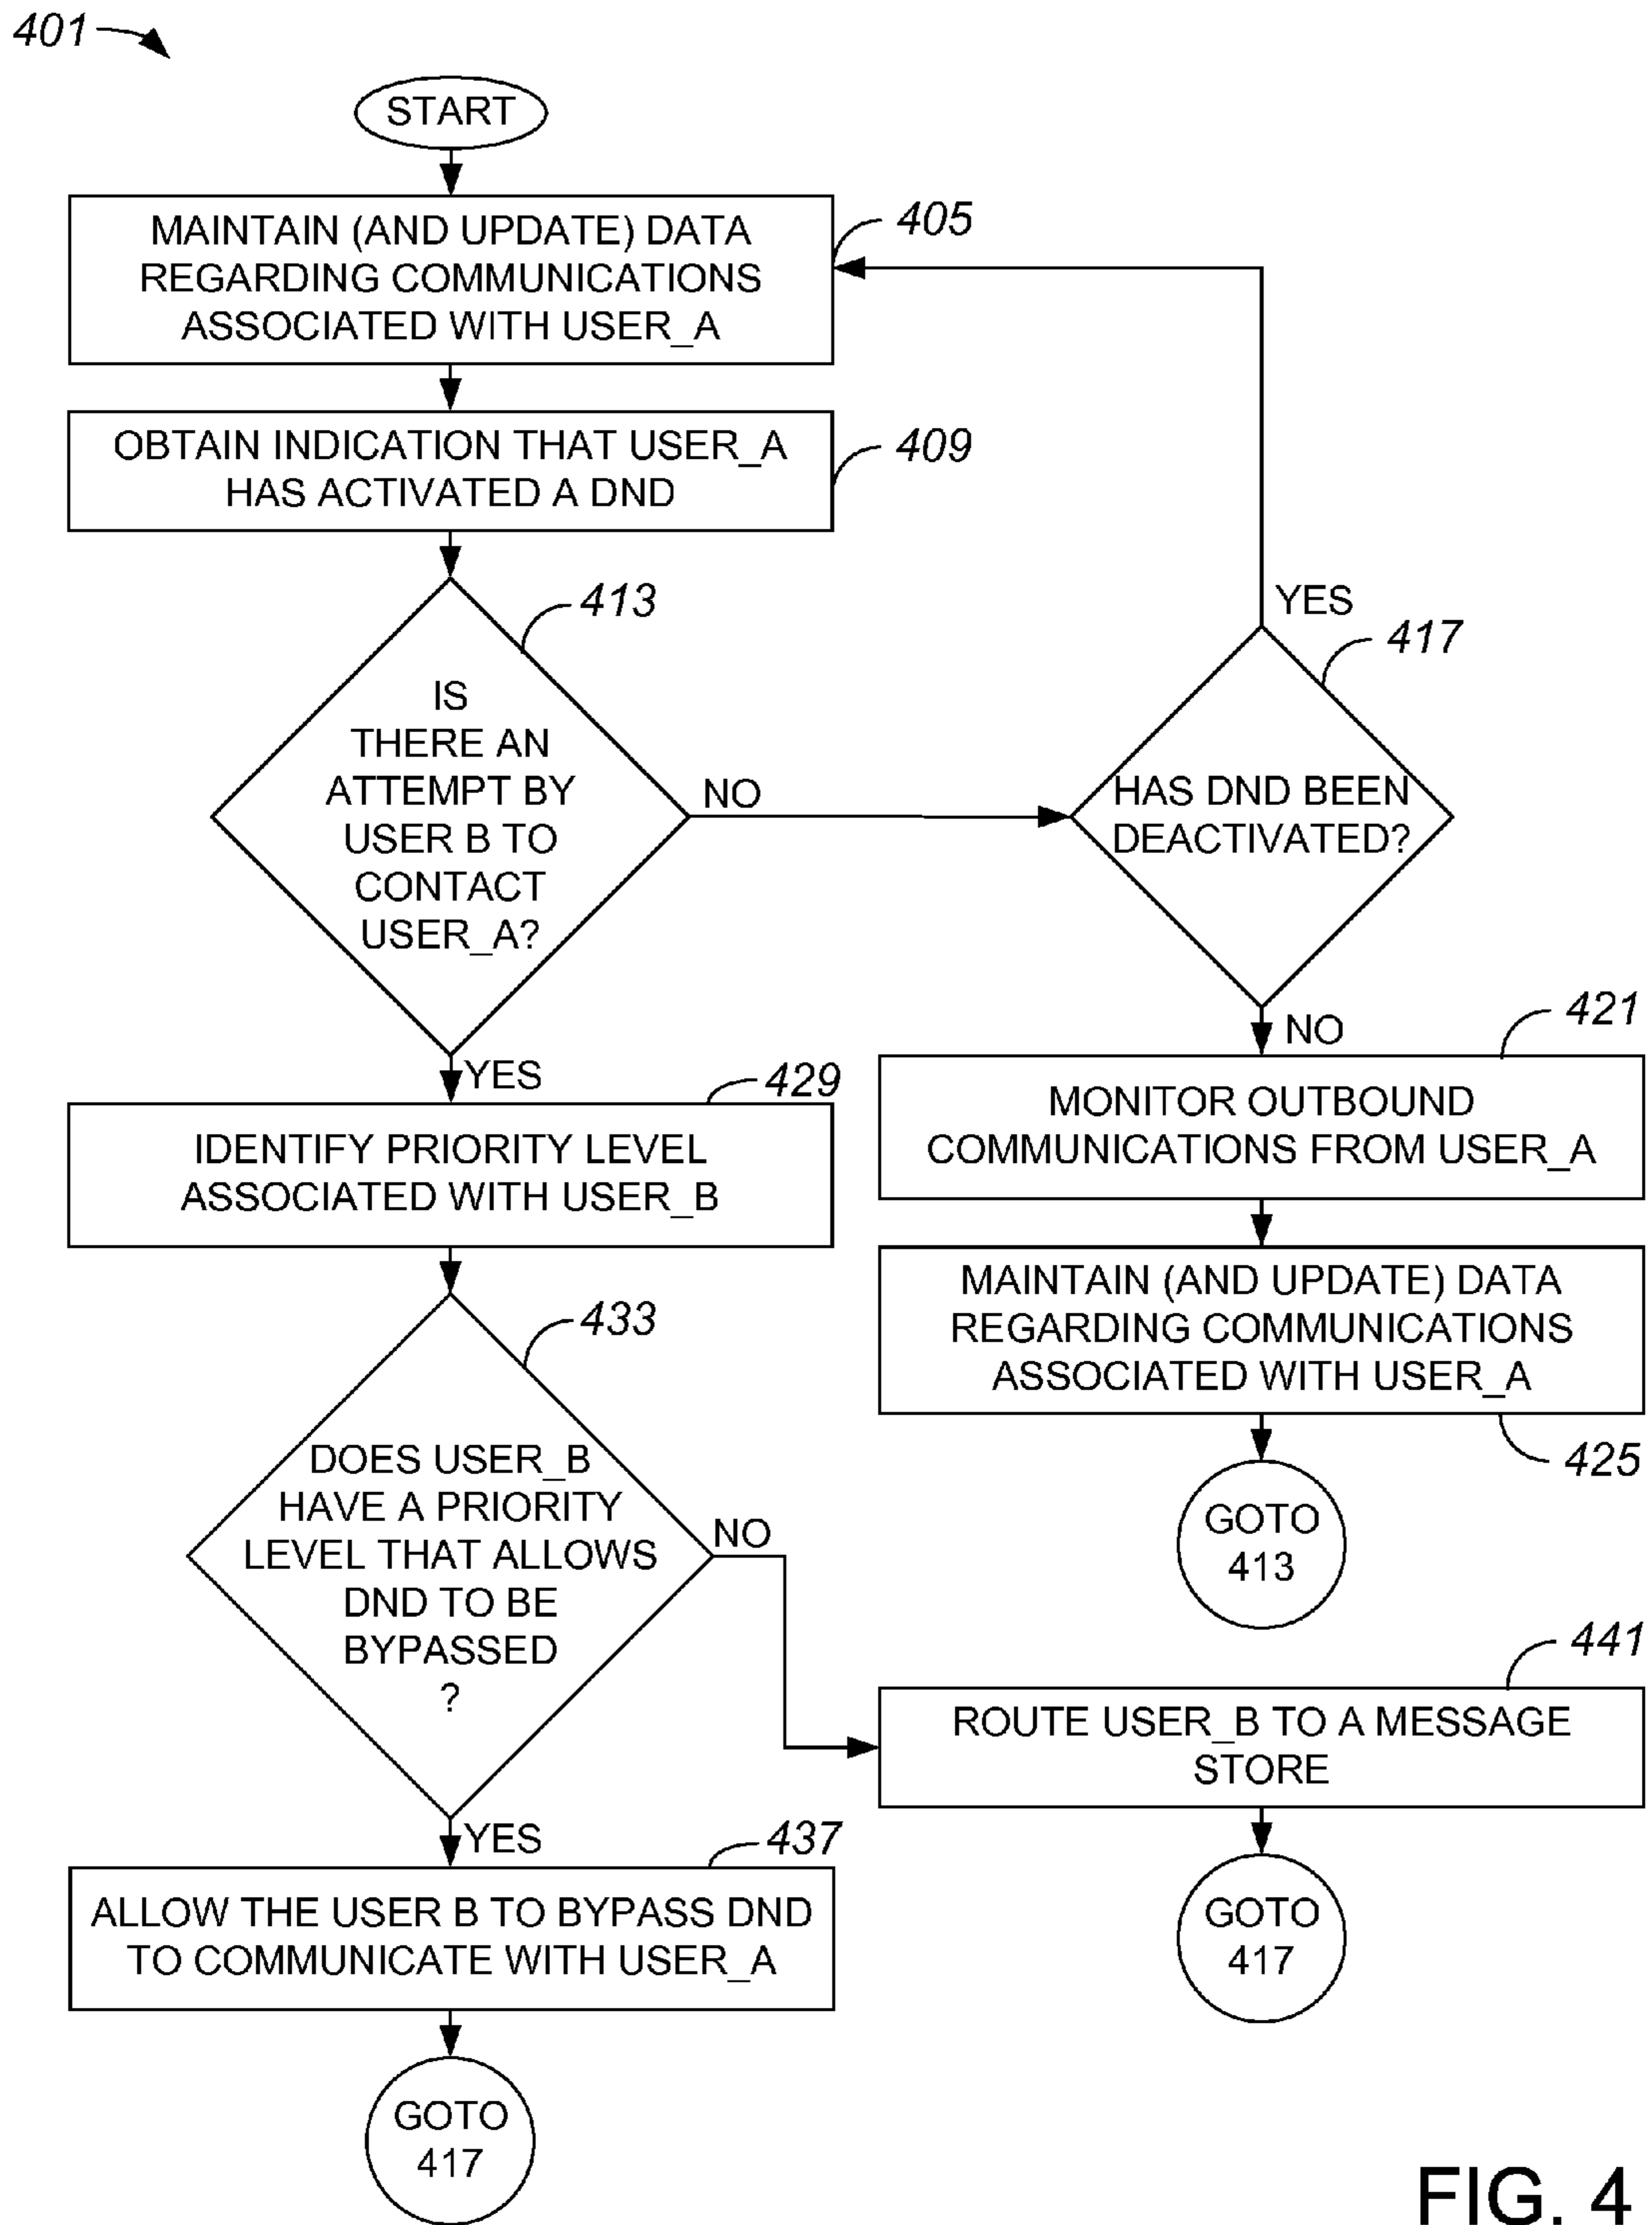 401
START
MAINTAIN (AND UPDATE) DATA
REGARDING COMMUNICATIONS
ASSOCIATED WITH USER_A
405
OBTAIN INDICATION THAT USER_A
HAS ACTIVATED A DND
409
413
IS
THERE AN
ATTEMPT BY
USER B TO
CONTACT
USER_A?
NO
YES
417
HAS DND BEEN
DEACTIVATED?
YES
NO
421
MONITOR OUTBOUND
COMMUNICATIONS FROM USER_A
MAINTAIN (AND UPDATE) DATA
REGARDING COMMUNICATIONS
ASSOCIATED WITH USER_A
425
GOTO
413
429
IDENTIFY PRIORITY LEVEL
ASSOCIATED WITH USER_B
433
DOES USER_B
HAVE A PRIORITY
LEVEL THAT ALLOWS
DND TO BE
BYPASSED
?
NO
441
ROUTE USER_B TO A MESSAGE
STORE
GOTO
417
YES
437
ALLOW THE USER B TO BYPASS DND
TO COMMUNICATE WITH USER_A
GOTO
417
FIG. 4